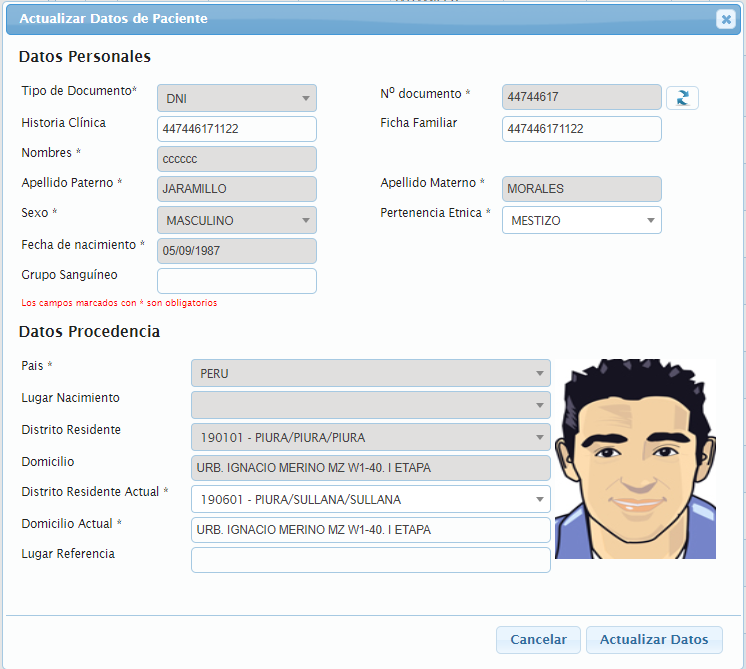 Actualizar Datos de Paciente
Datos Personales
Tipo de Documento* DNI Nº documento * 44744617
Historia Clínica 447446171122 Ficha Familiar 447446171122
Nombres * cccccc
Apellido Paterno * JARAMILLO Apellido Materno * MORALES
Sexo * MASCULINO Pertenencia Etnica * MESTIZO
Fecha de nacimiento * 05/09/1987
Grupo Sanguíneo
Los campos marcados con * son obligatorios
Datos Procedencia
Pais * PERU
Lugar Nacimiento
Distrito Residente 190101 - PIURA/PIURA/PIURA
Domicilio URB. IGNACIO MERINO MZ W1-40. I ETAPA
Distrito Residente Actual * 190601 - PIURA/SULLANA/SULLANA
Domicilio Actual * URB. IGNACIO MERINO MZ W1-40. I ETAPA
Lugar Referencia
Cancelar Actualizar Datos